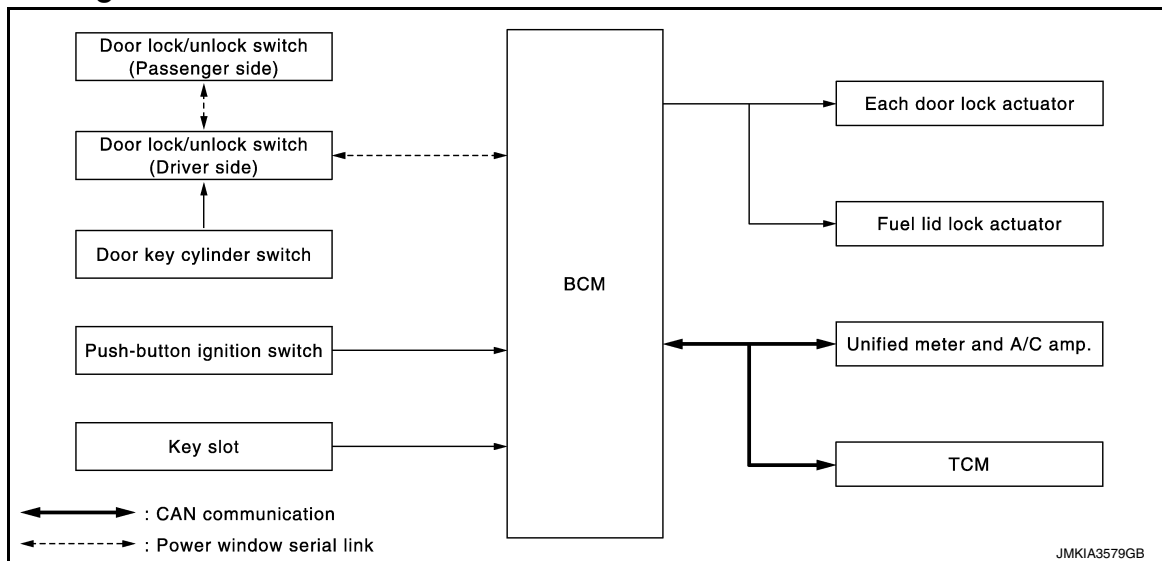 Door lock/unlock switch
(Passenger side)
Door lock/unlock switch
(Driver side)
Door key cylinder switch
Push-button ignition switch
Key slot
BCM
Each door lock actuator
Fuel lid lock actuator
Unified meter and A/C amp.
TCM
: CAN communication
: Power window serial link
JMKIA3579GB